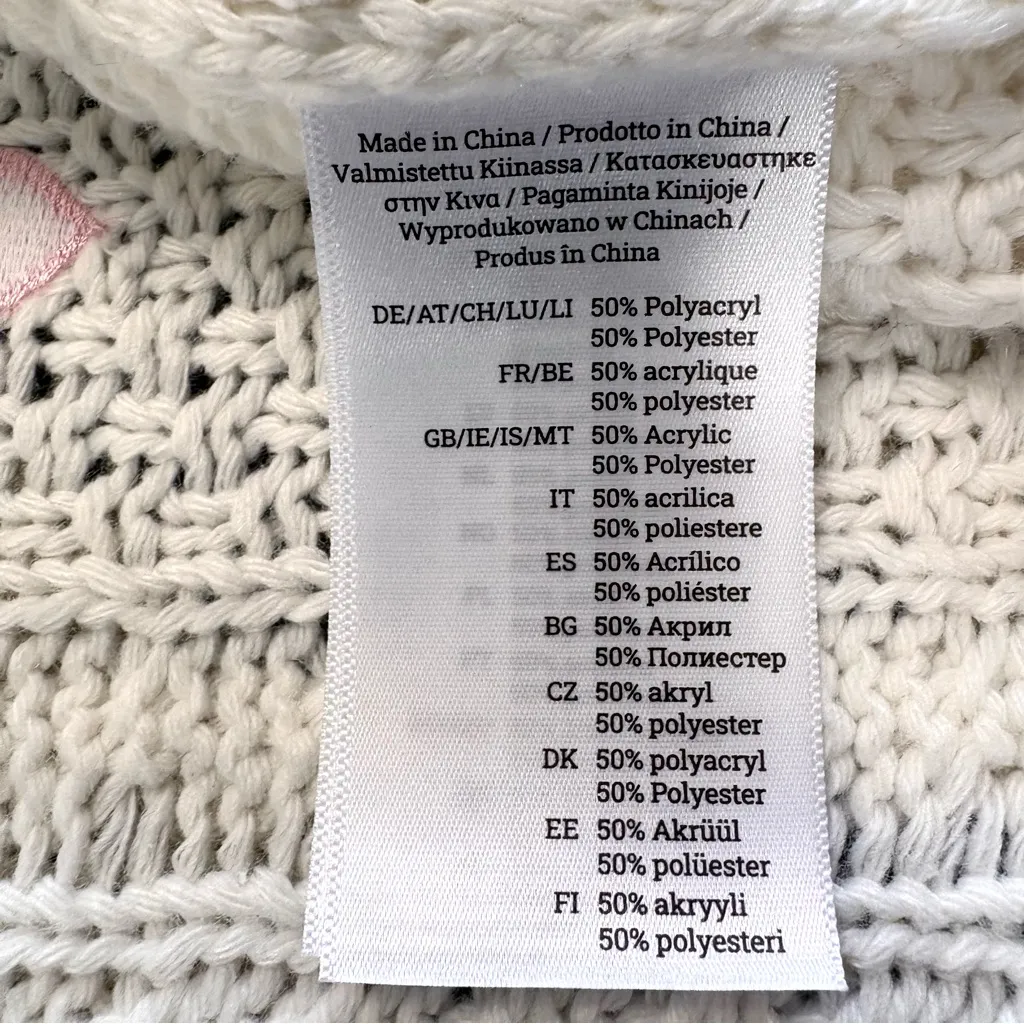 Made in China / Prodotto in China /
Valmistettu Kiinassa / Κατασκευαστηκε
στην Κινα / Pagaminta Kinijoje /
Wyprodukowano w Chinach /
Produs în China
DE/AT/CH/LU/LI 50% Polyacryl
50% Polyester
FR/BE 50% acrylique
50% polyester
GB/IE/IS/MT 50% Acrylic
50% Polyester
IT 50% acrilica
50% poliestere
ES 50% Acrílico
50% poliéster
BG 50% Акрил
50% Полиестер
CZ 50% akryl
50% polyester
DK 50% polyacryl
50% Polyester
EE 50% Akrüül
50% polüester
FI 50% akryyli
50% polyesteri